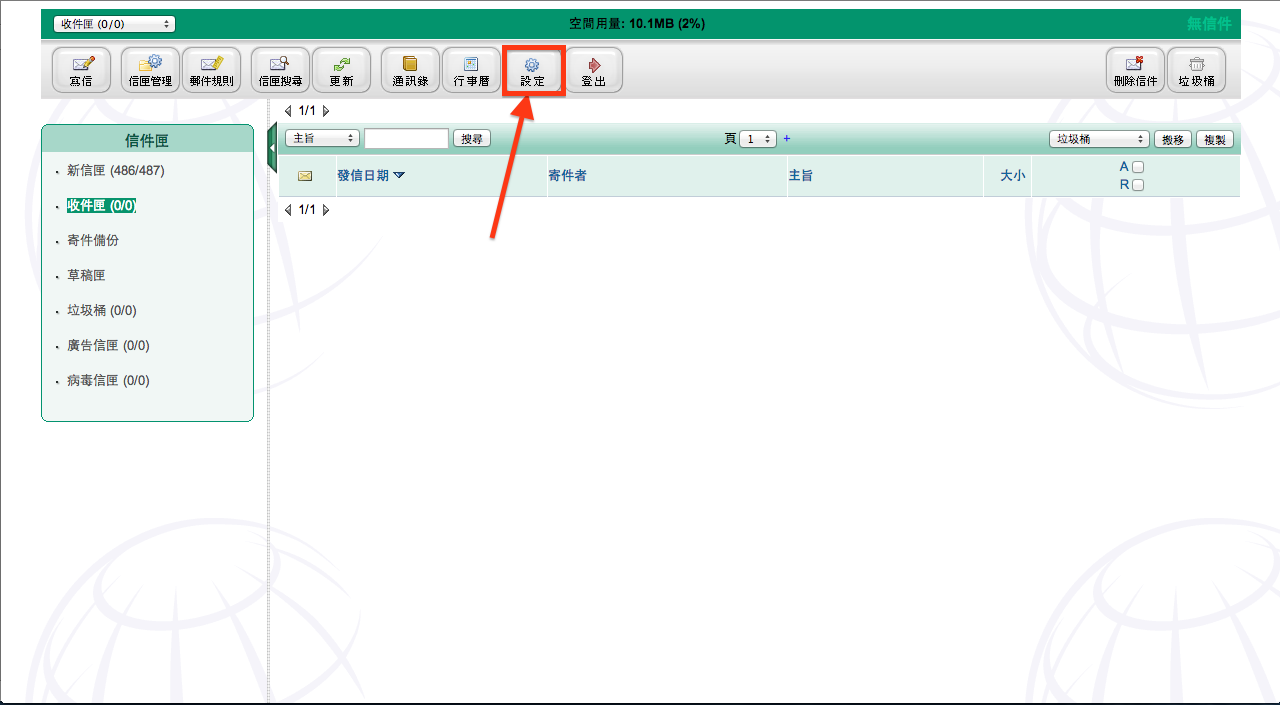 收件匣 (0/0)
空間用量: 10.1MB (2%)
無信件
寫信
信匣管理
郵件規則
信匣搜尋
更新
通訊錄
行事曆
設定
登出
刪除信件
垃圾桶
1/1
信件匣
新信匣 (486/487)
收件匣 (0/0)
寄件備份
草稿匣
垃圾桶 (0/0)
廣告信匣 (0/0)
病毒信匣 (0/0)
主旨
搜尋
頁 1 +
垃圾桶
搬移
複製
發信日期
寄件者
主旨
大小
A
R
1/1